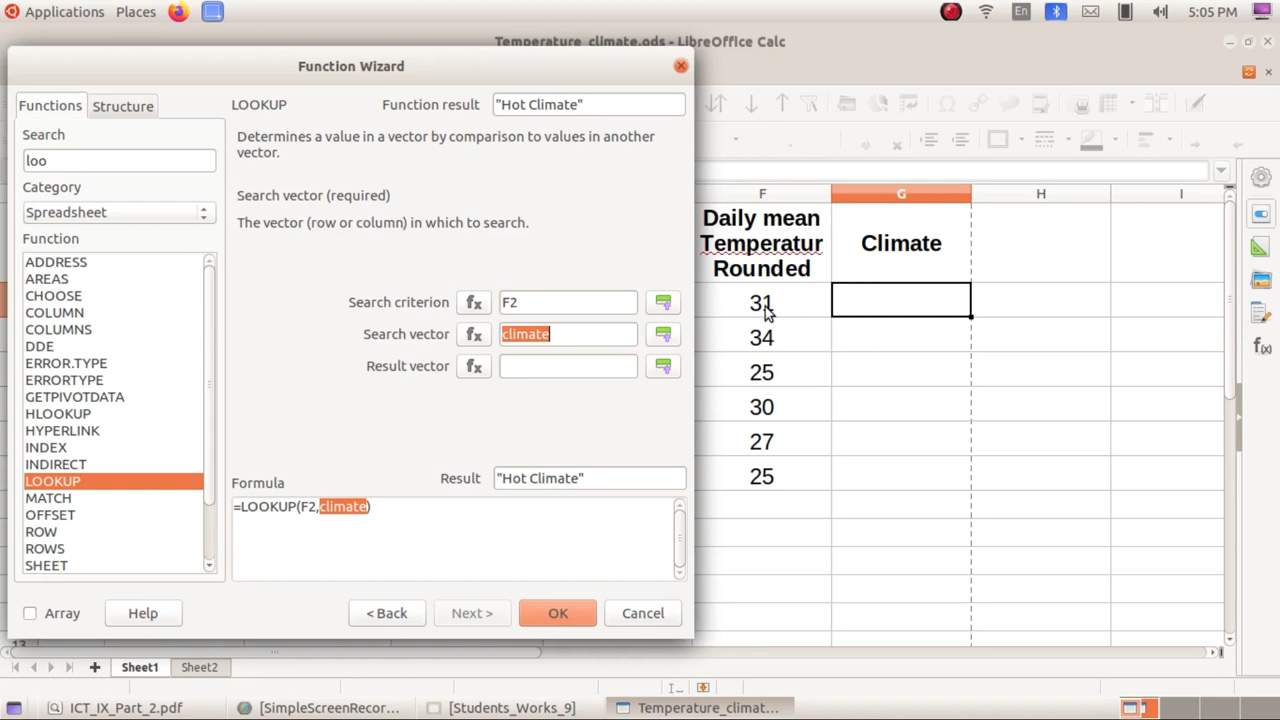 Applications Places En 5:05 PM
Temperature_climate.ods - LibreOffice Calc
Function Wizard
Functions Structure LOOKUP Function result "Hot Climate"
Search
Determines a value in a vector by comparison to values in another
vector.
loo
Category
Search vector (required)
Spreadsheet
The vector (row or column) in which to search.
Function
ADDRESS
AREAS
CHOOSE
COLUMN
COLUMNS
DDE
ERROR.TYPE
ERRORTYPE
GETPIVOTDATA
HLOOKUP
HYPERLINK
INDEX
INDIRECT
LOOKUP
MATCH
OFFSET
ROW
ROWS
SHEET
Search criterion fx F2
Search vector fx climate
Result vector fx
Result "Hot Climate"
Formula
=LOOKUP(F2,climate)
Array Help < Back Next > OK Cancel
F G H I
Daily mean
Temperatur
Rounded
Climate
31
34
25
30
27
25
13
Sheet1 Sheet2
ICT_IX_Part_2.pdf [SimpleScreenRecor... [Students_Works_9] Temperature_climat...